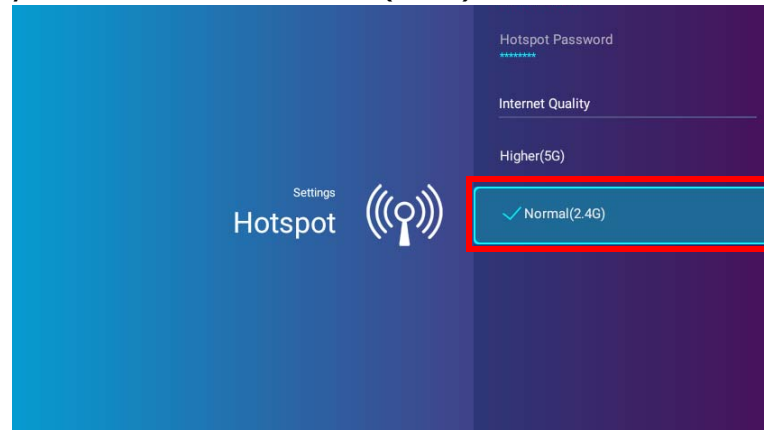 Hotspot Password
********
Internet Quality
Higher(5G)
Settings
Hotspot
Normal(2.4G)